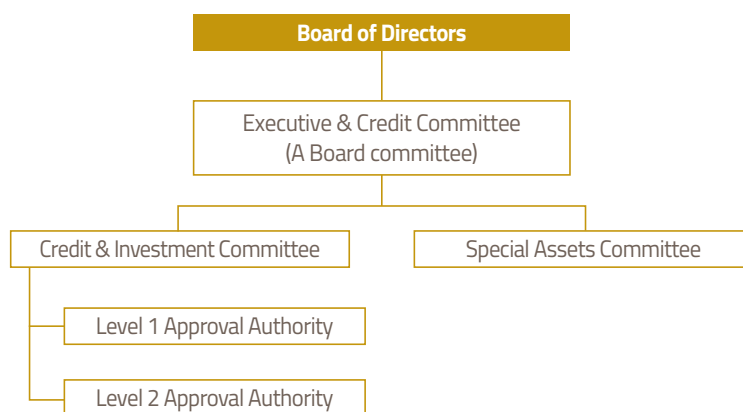 Board of Directors
Executive & Credit Committee
(A Board committee)
Credit & Investment Committee
Special Assets Committee
Level 1 Approval Authority
Level 2 Approval Authority